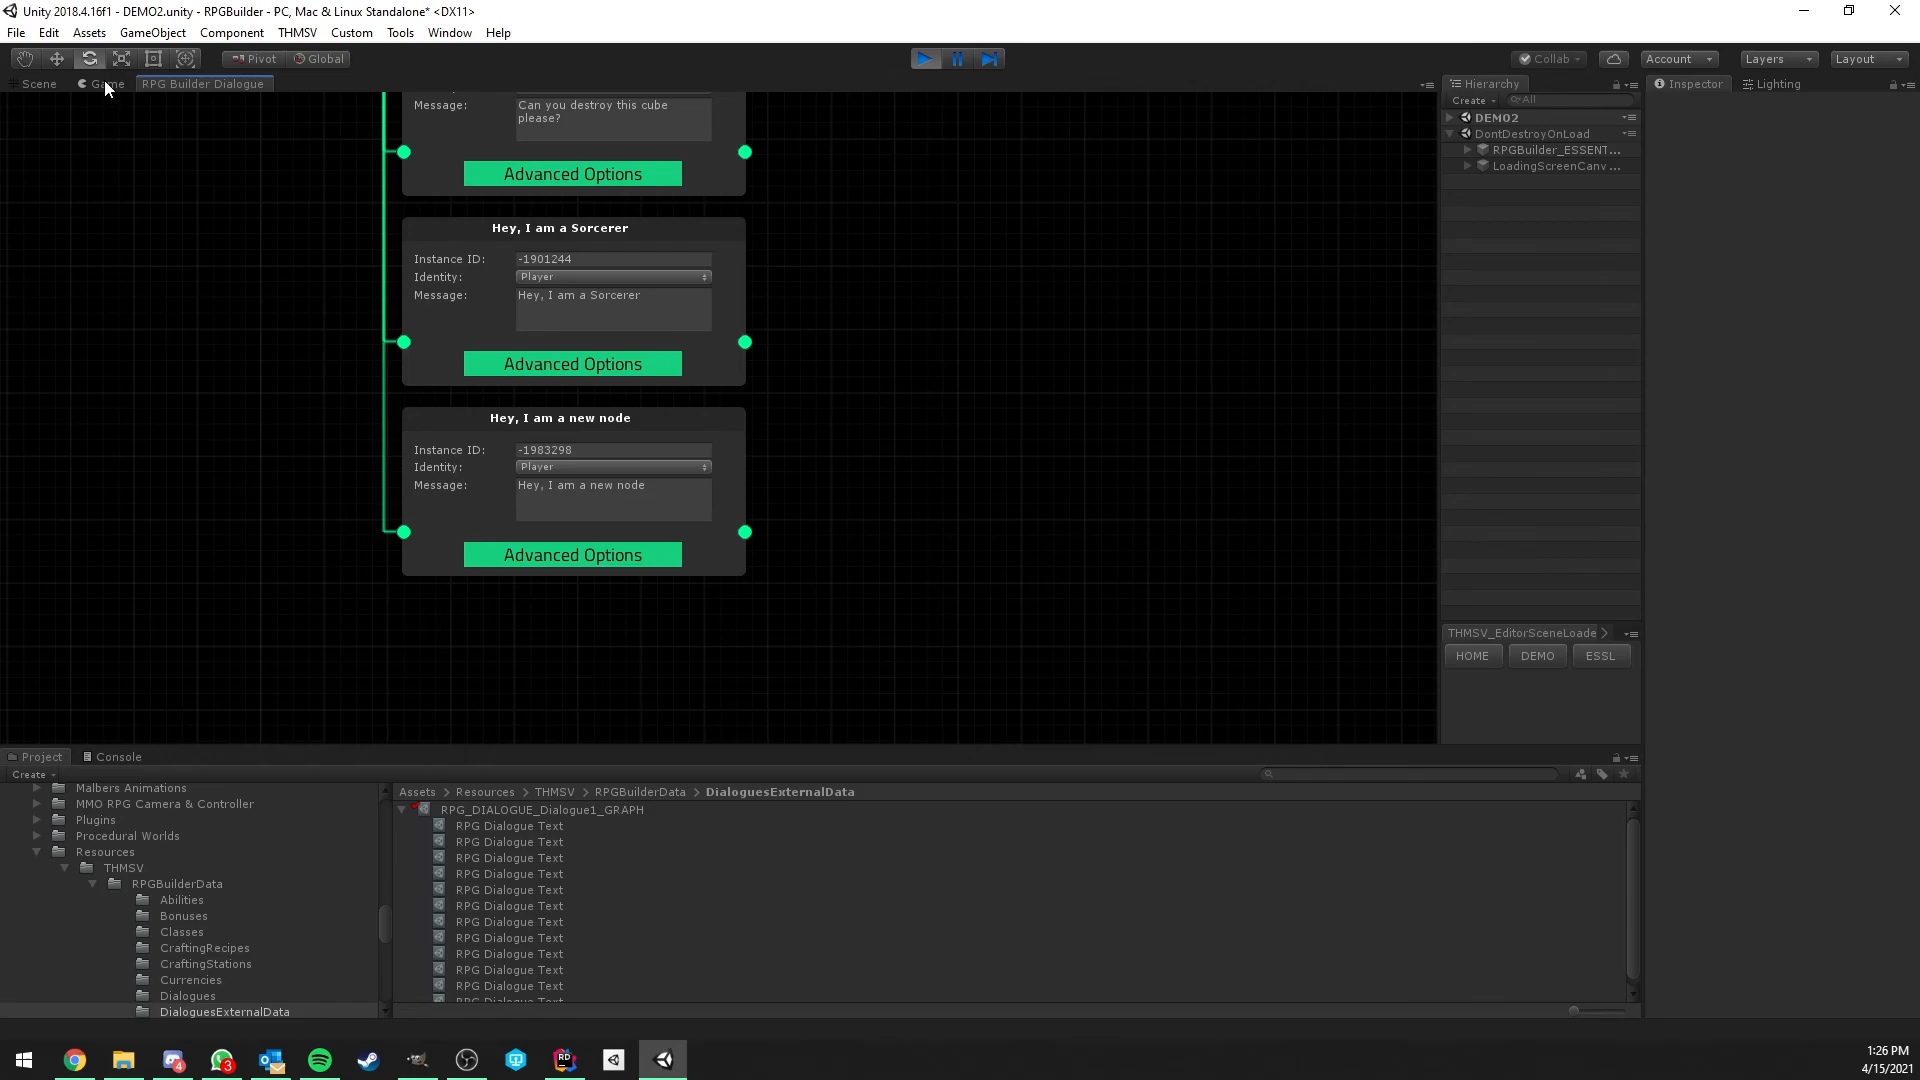 Unity 2018.4.16f1 - DEMO2.unity - RPGBuilder - PC, Mac & Linux Standalone* <DX11>
File Edit Assets GameObject Component THMSV Custom Tools Window Help
Pivot Global Collab Account Layers Layout
Scene Game RPG Builder Dialogue Hierarchy Inspector Lighting
Create All
DEMO2
DontDestroyOnLoad
RPGBuilder_ESSENT...
LoadingScreenCanv...
Message: Can you destroy this cube
please?
Advanced Options
Hey, I am a Sorcerer
Instance ID: -1901244
Identity: Player
Message: Hey, I am a Sorcerer
Advanced Options
Hey, I am a new node
Instance ID: -1983298
Identity: Player
Message: Hey, I am a new node
Advanced Options
THMSV_EditorSceneLoade
HOME DEMO ESSL
Project Console
Create
Malbers Animations
MMO RPG Camera & Controller
Plugins
Procedural Worlds
Resources
THMSV
RPGBuilderData
Abilities
Bonuses
Classes
CraftingRecipes
CraftingStations
Currencies
Dialogues
DialoguesExternalData
Assets > Resources > THMSV > RPGBuilderData > DialoguesExternalData
RPG_DIALOGUE_Dialogue1_GRAPH
RPG Dialogue Text
RPG Dialogue Text
RPG Dialogue Text
RPG Dialogue Text
RPG Dialogue Text
RPG Dialogue Text
RPG Dialogue Text
RPG Dialogue Text
RPG Dialogue Text
RPG Dialogue Text
RPG Dialogue Text
RPG Dialogue Text
4
3
RD
1:26 PM
4/15/2021